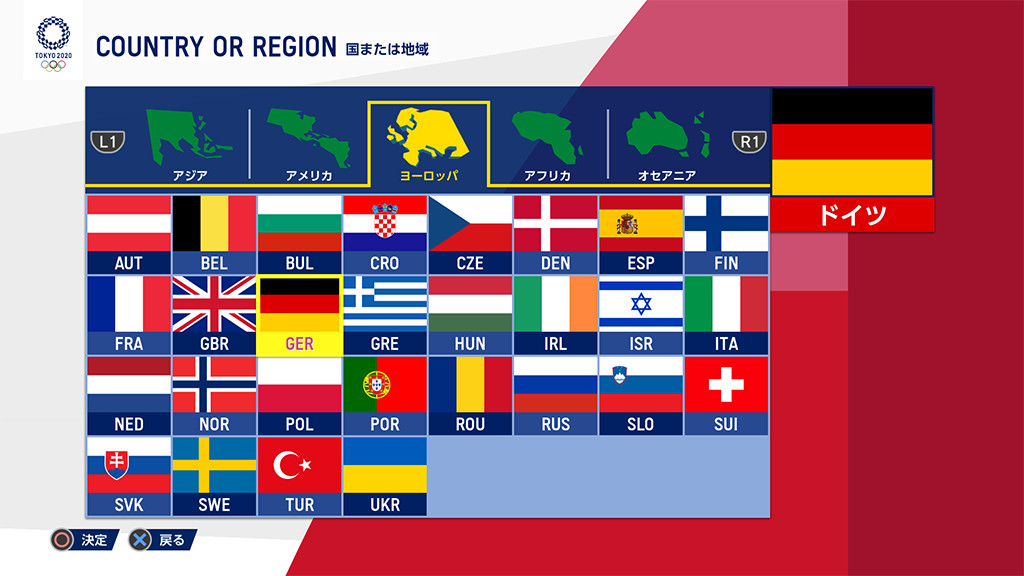 TOKYO 2020
COUNTRY OR REGION 国または地域
L1 アジア アメリカ ヨーロッパ アフリカ オセアニア R1
ドイツ
AUT BEL BUL CRO CZE DEN ESP FIN
FRA GBR GER GRE HUN IRL ISR ITA
NED NOR POL POR ROU RUS SLO SUI
SVK SWE TUR UKR
決定 戻る